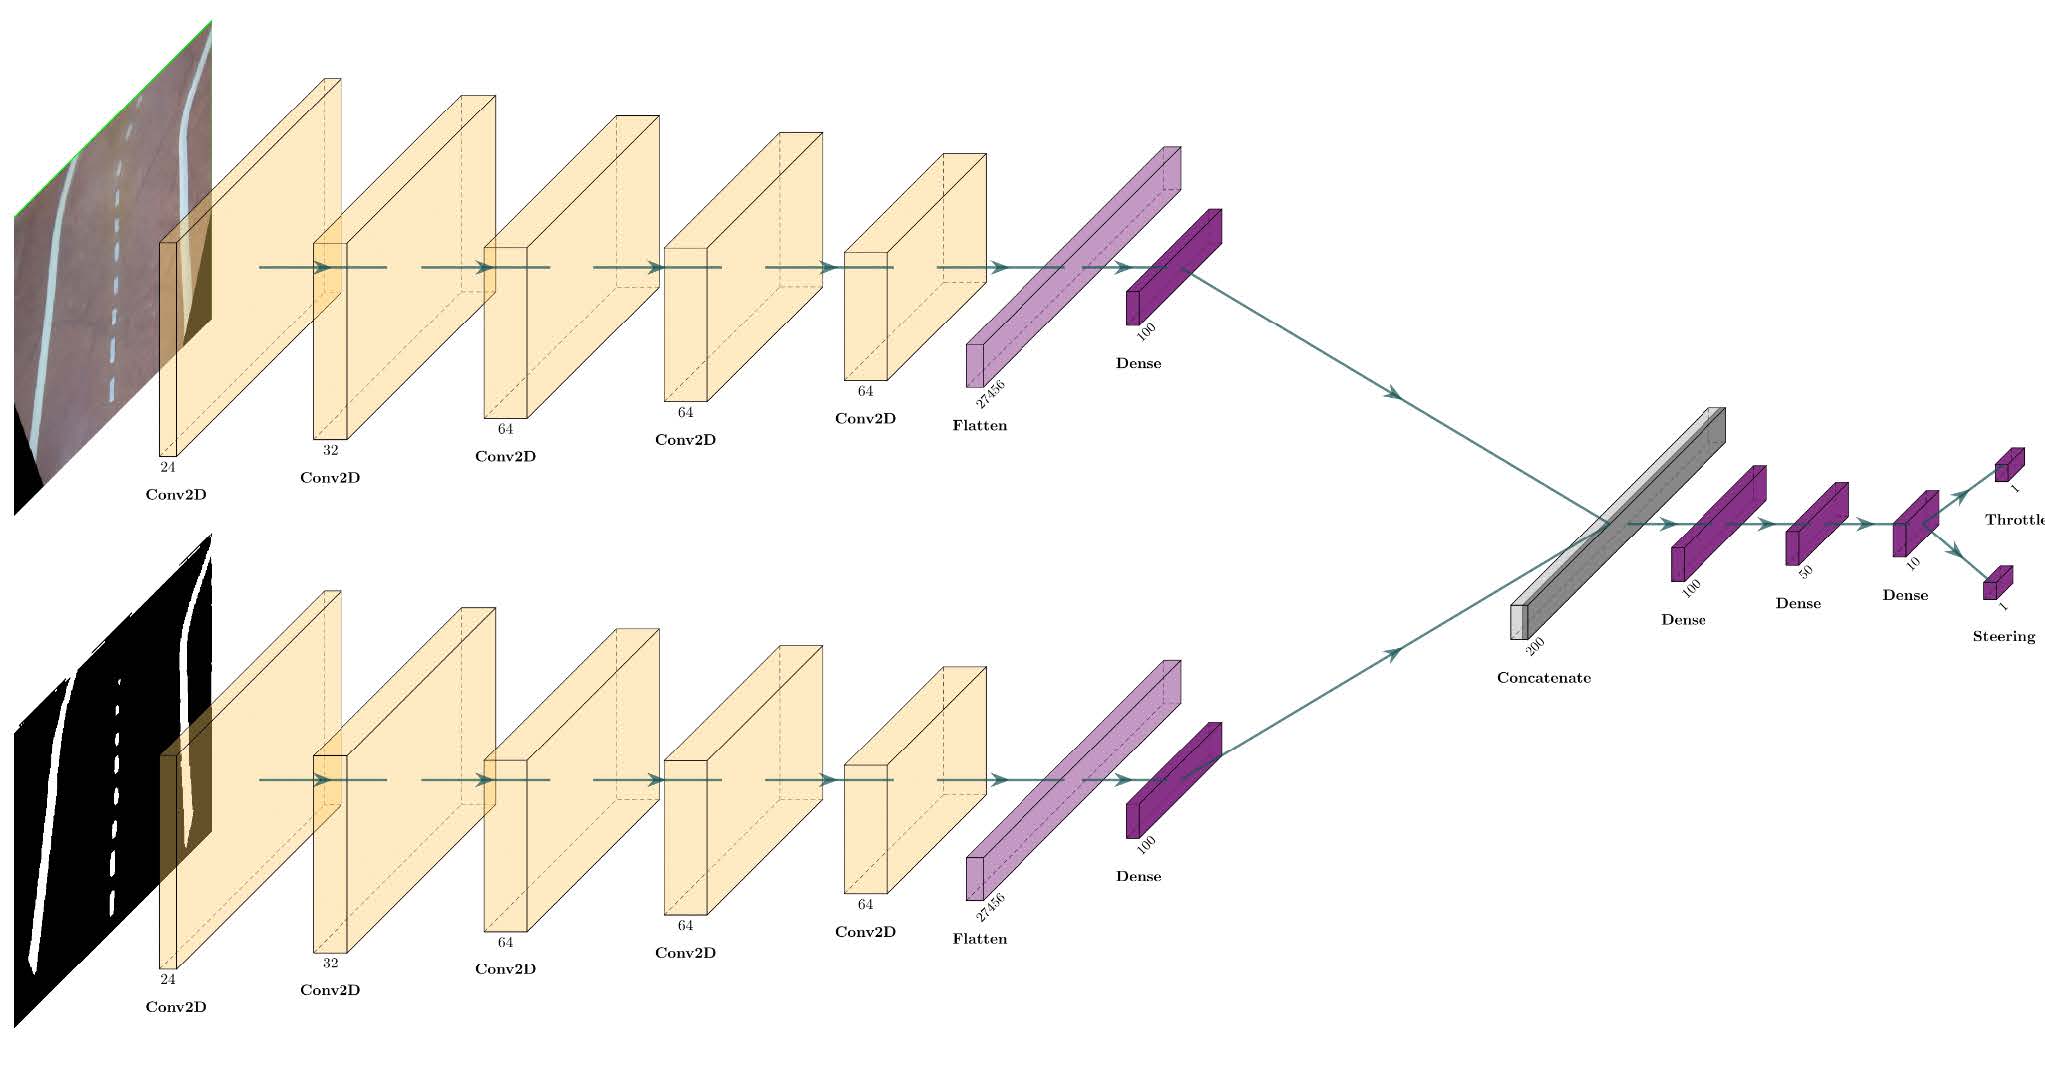 24
Conv2D
32
Conv2D
64
Conv2D
64
Conv2D
64
Conv2D
27456
Flatten
100
Dense
24
Conv2D
32
Conv2D
64
Conv2D
64
Conv2D
64
Conv2D
27456
Flatten
100
Dense
200
Concatenate
100
Dense
50
Dense
10
Dense
1
Throttle
1
Steering